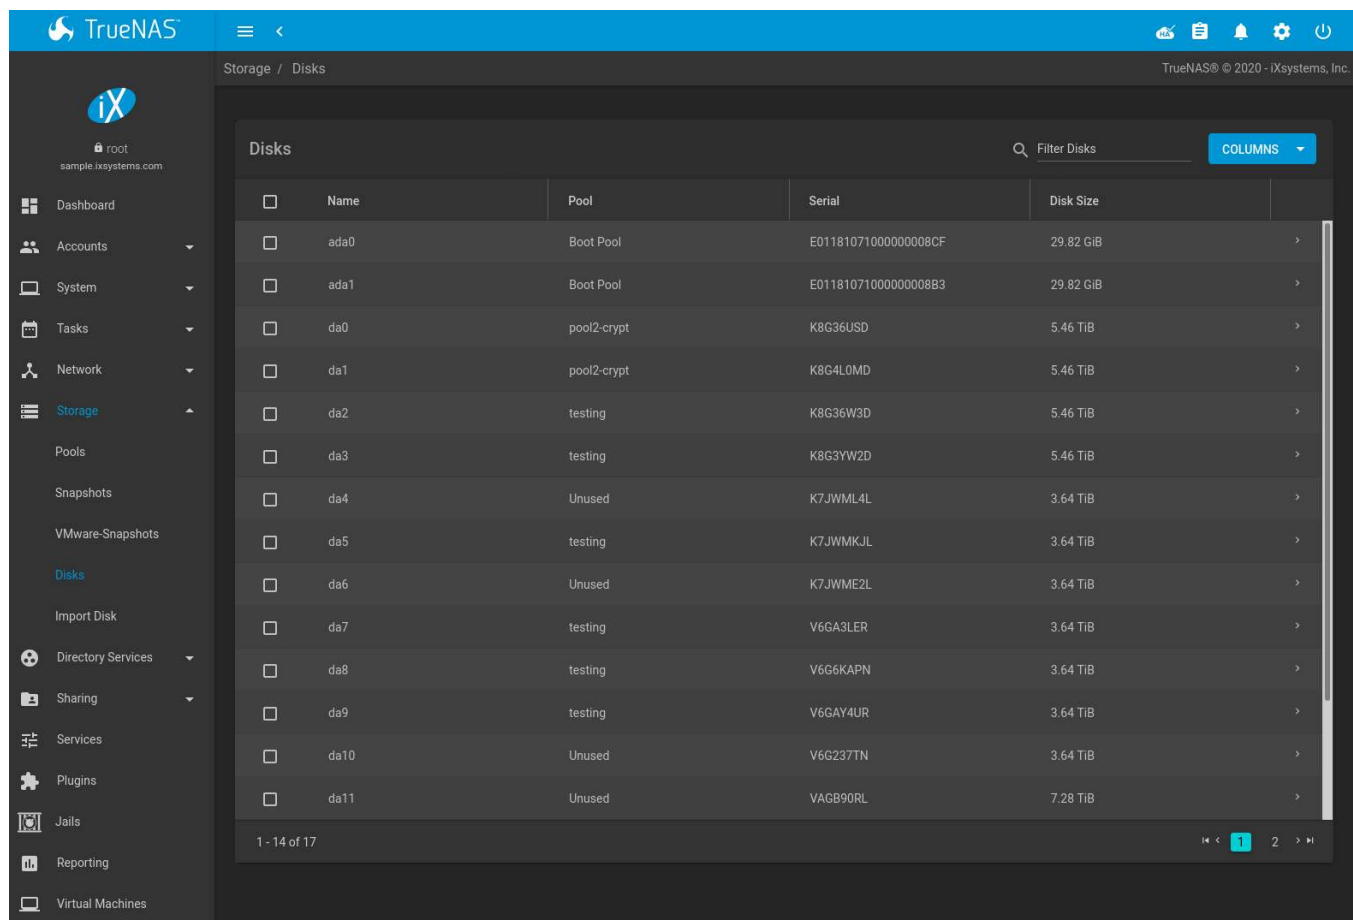 TrueNAS
Storage / Disks
TrueNAS® © 2020 - iXsystems, Inc.
iX
root
sample.ixsystems.com
Dashboard
Accounts
System
Tasks
Network
Storage
Pools
Snapshots
VMware-Snapshots
Disks
Import Disk
Directory Services
Sharing
Services
Plugins
Jails
Reporting
Virtual Machines
HA
Disks
Filter Disks
COLUMNS
Name Pool Serial Disk Size
ada0 Boot Pool E01181071000000008CF 29.82 GiB
ada1 Boot Pool E01181071000000008B3 29.82 GiB
da0 pool2-crypt K8G36USD 5.46 TiB
da1 pool2-crypt K8G4L0MD 5.46 TiB
da2 testing K8G36W3D 5.46 TiB
da3 testing K8G3YW2D 5.46 TiB
da4 Unused K7JWML4L 3.64 TiB
da5 testing K7JWMKJL 3.64 TiB
da6 Unused K7JWME2L 3.64 TiB
da7 testing V6GA3LER 3.64 TiB
da8 testing V6G6KAPN 3.64 TiB
da9 testing V6GAY4UR 3.64 TiB
da10 Unused V6G237TN 3.64 TiB
da11 Unused VAGB90RL 7.28 TiB
1 - 14 of 17
1 2